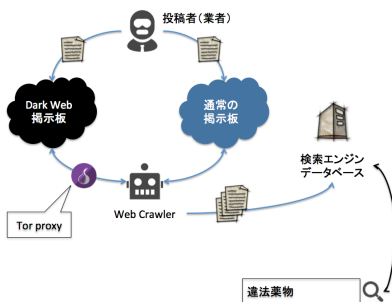 投稿者(業者)
Dark Web
掲示板
通常の
掲示板
検索エンジン
データベース
Web Crawler
Tor proxy
違法薬物